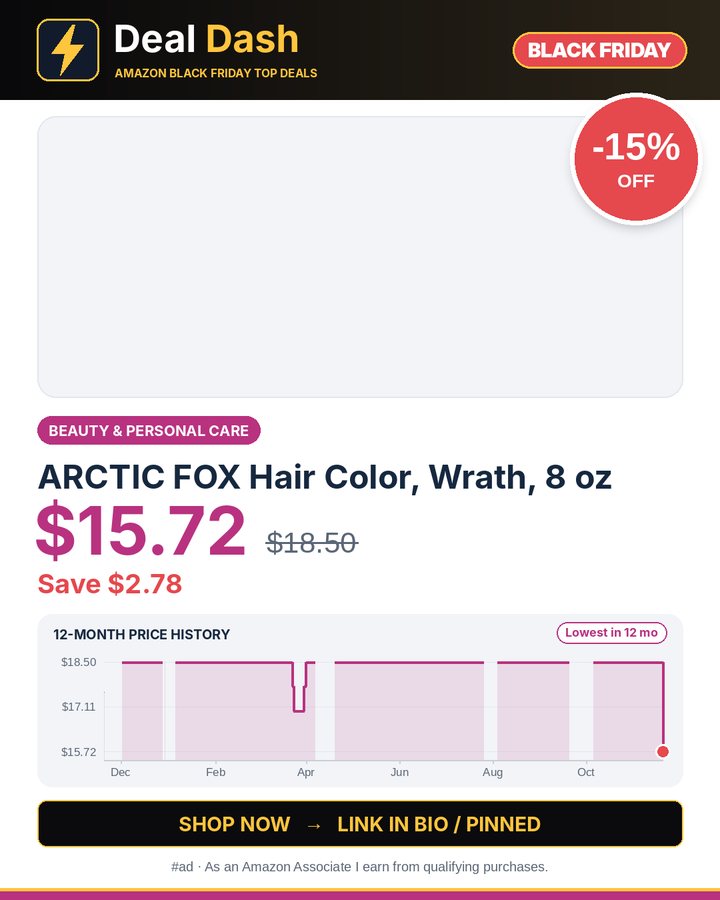 Deal Dash
AMAZON BLACK FRIDAY TOP DEALS
BLACK FRIDAY
-15%
OFF
BEAUTY & PERSONAL CARE
ARCTIC FOX Hair Color, Wrath, 8 oz
$15.72 $18.50
Save $2.78
12-MONTH PRICE HISTORY
Lowest in 12 mo
$18.50
$17.11
$15.72
Dec Feb Apr Jun Aug Oct
SHOP NOW → LINK IN BIO / PINNED
#ad · As an Amazon Associate I earn from qualifying purchases.